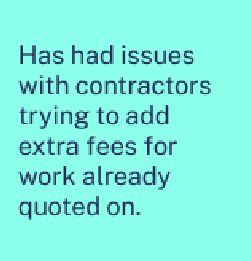 Has had issues
with contractors
trying to add
extra fees for
work already
quoted on.